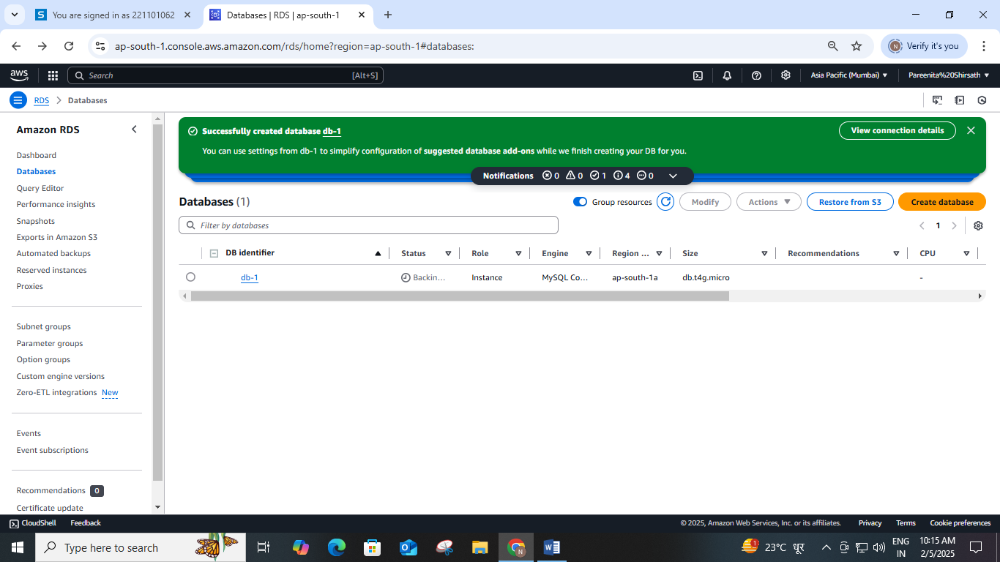 You are signed in as 221101062
Databases | RDS | ap-south-1
ap-south-1.console.aws.amazon.com/rds/home?region=ap-south-1#databases:
N
Verify it's you
aws
Search
[Alt+S]
Asia Pacific (Mumbai)
Pareenita%20Shirsath
RDS
Databases
Amazon RDS
Dashboard
Databases
Query Editor
Performance insights
Snapshots
Exports in Amazon S3
Automated backups
Reserved instances
Proxies
Subnet groups
Parameter groups
Option groups
Custom engine versions
Zero-ETL integrations New
Events
Event subscriptions
Recommendations 0
Certificate update
Successfully created database db-1
View connection details
You can use settings from db-1 to simplify configuration of suggested database add-ons while we finish creating your DB for you.
Notifications 0 0 1 4 0
Databases (1)
Group resources
Modify
Actions
Restore from S3
Create database
Filter by databases
1
DB identifier Status Role Engine Region ... Size Recommendations CPU
db-1 Backin... Instance MySQL Co... ap-south-1a db.t4g.micro -
CloudShell
Feedback
© 2025, Amazon Web Services, Inc. or its affiliates.
Privacy
Terms
Cookie preferences
Type here to search
23°C धूर
ENG
IN
10:15 AM
2/5/2025